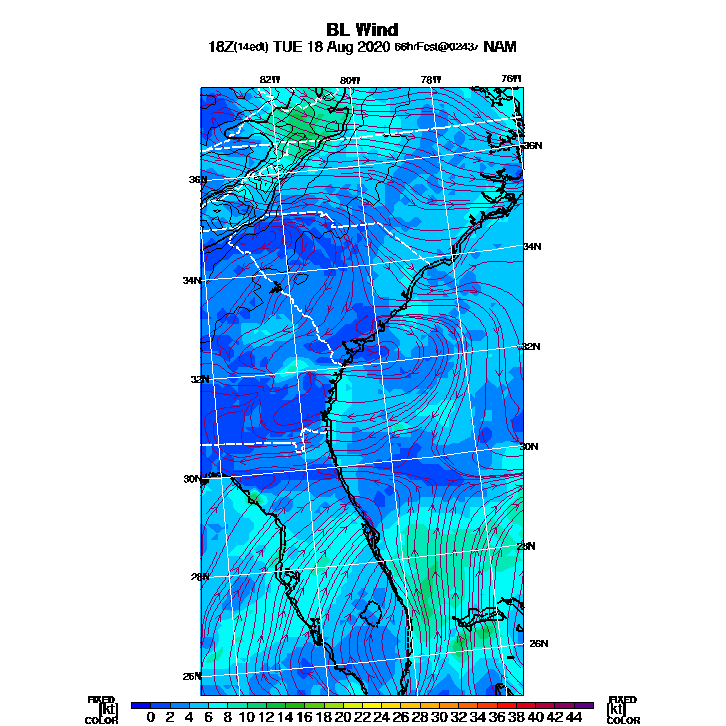 BL Wind
18Z(14edt) TUE 18 Aug 2020 66hrFcst@0243z NAM
82W 80W 78W 76W
36N 36N
34N 34N
32N 32N
30N 30N
28N 28N
26N 26N
FIXED FIXED
[kt] 0 2 4 6 8 10 12 14 16 18 20 22 24 26 28 30 32 34 36 38 40 42 44 [kt]
COLOR COLOR